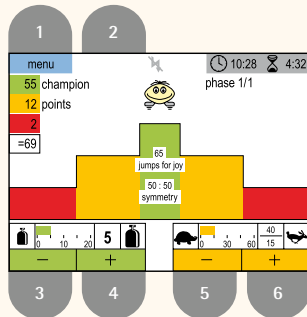 1 2
menu 10:28 4:32
55 champion phase 1/1
12 points
2
=69
65
jumps for joy
50 : 50
symmetry
0 10 20 5 0 30 60 40
15
− + − +
3 4 5 6